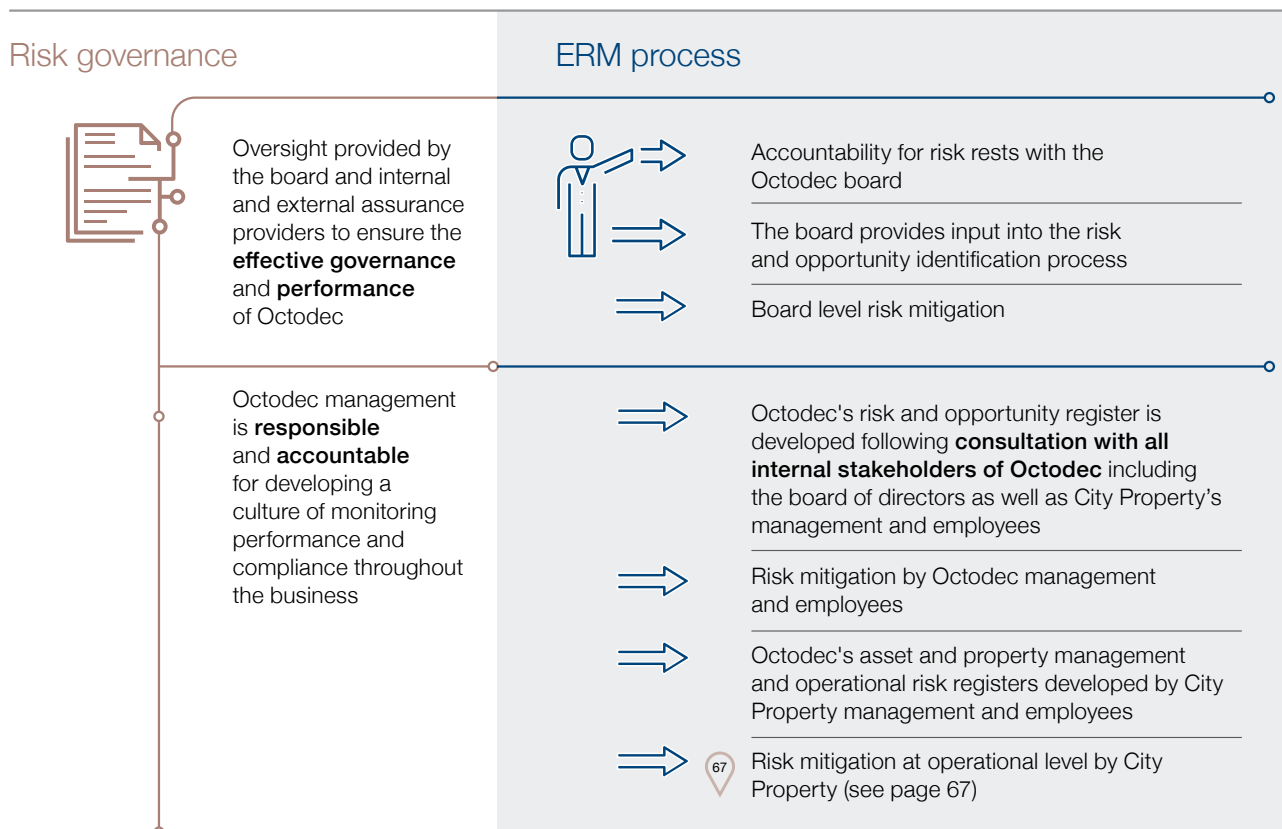 Risk governance
ERM process
Oversight provided by
the board and internal
and external assurance
providers to ensure the
effective governance
and performance
of Octodec
Accountability for risk rests with the
Octodec board
The board provides input into the risk
and opportunity identification process
Board level risk mitigation
Octodec management
is responsible
and accountable
for developing a
culture of monitoring
performance and
compliance throughout
the business
Octodec's risk and opportunity register is
developed following consultation with all
internal stakeholders of Octodec including
the board of directors as well as City Property’s
management and employees
Risk mitigation by Octodec management
and employees
Octodec's asset and property management
and operational risk registers developed by City
Property management and employees
67
Risk mitigation at operational level by City
Property (see page 67)